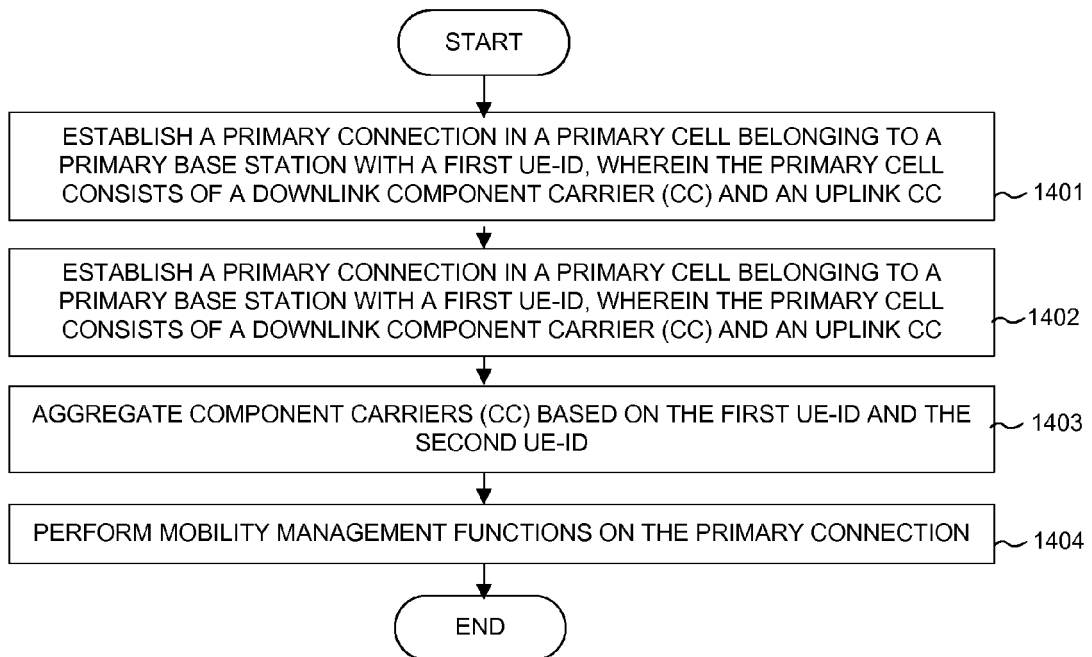 START
ESTABLISH A PRIMARY CONNECTION IN A PRIMARY CELL BELONGING TO A
PRIMARY BASE STATION WITH A FIRST UE-ID, WHEREIN THE PRIMARY CELL
CONSISTS OF A DOWNLINK COMPONENT CARRIER (CC) AND AN UPLINK CC
1401
ESTABLISH A PRIMARY CONNECTION IN A PRIMARY CELL BELONGING TO A
PRIMARY BASE STATION WITH A FIRST UE-ID, WHEREIN THE PRIMARY CELL
CONSISTS OF A DOWNLINK COMPONENT CARRIER (CC) AND AN UPLINK CC
1402
AGGREGATE COMPONENT CARRIERS (CC) BASED ON THE FIRST UE-ID AND THE
SECOND UE-ID
1403
PERFORM MOBILITY MANAGEMENT FUNCTIONS ON THE PRIMARY CONNECTION
1404
END